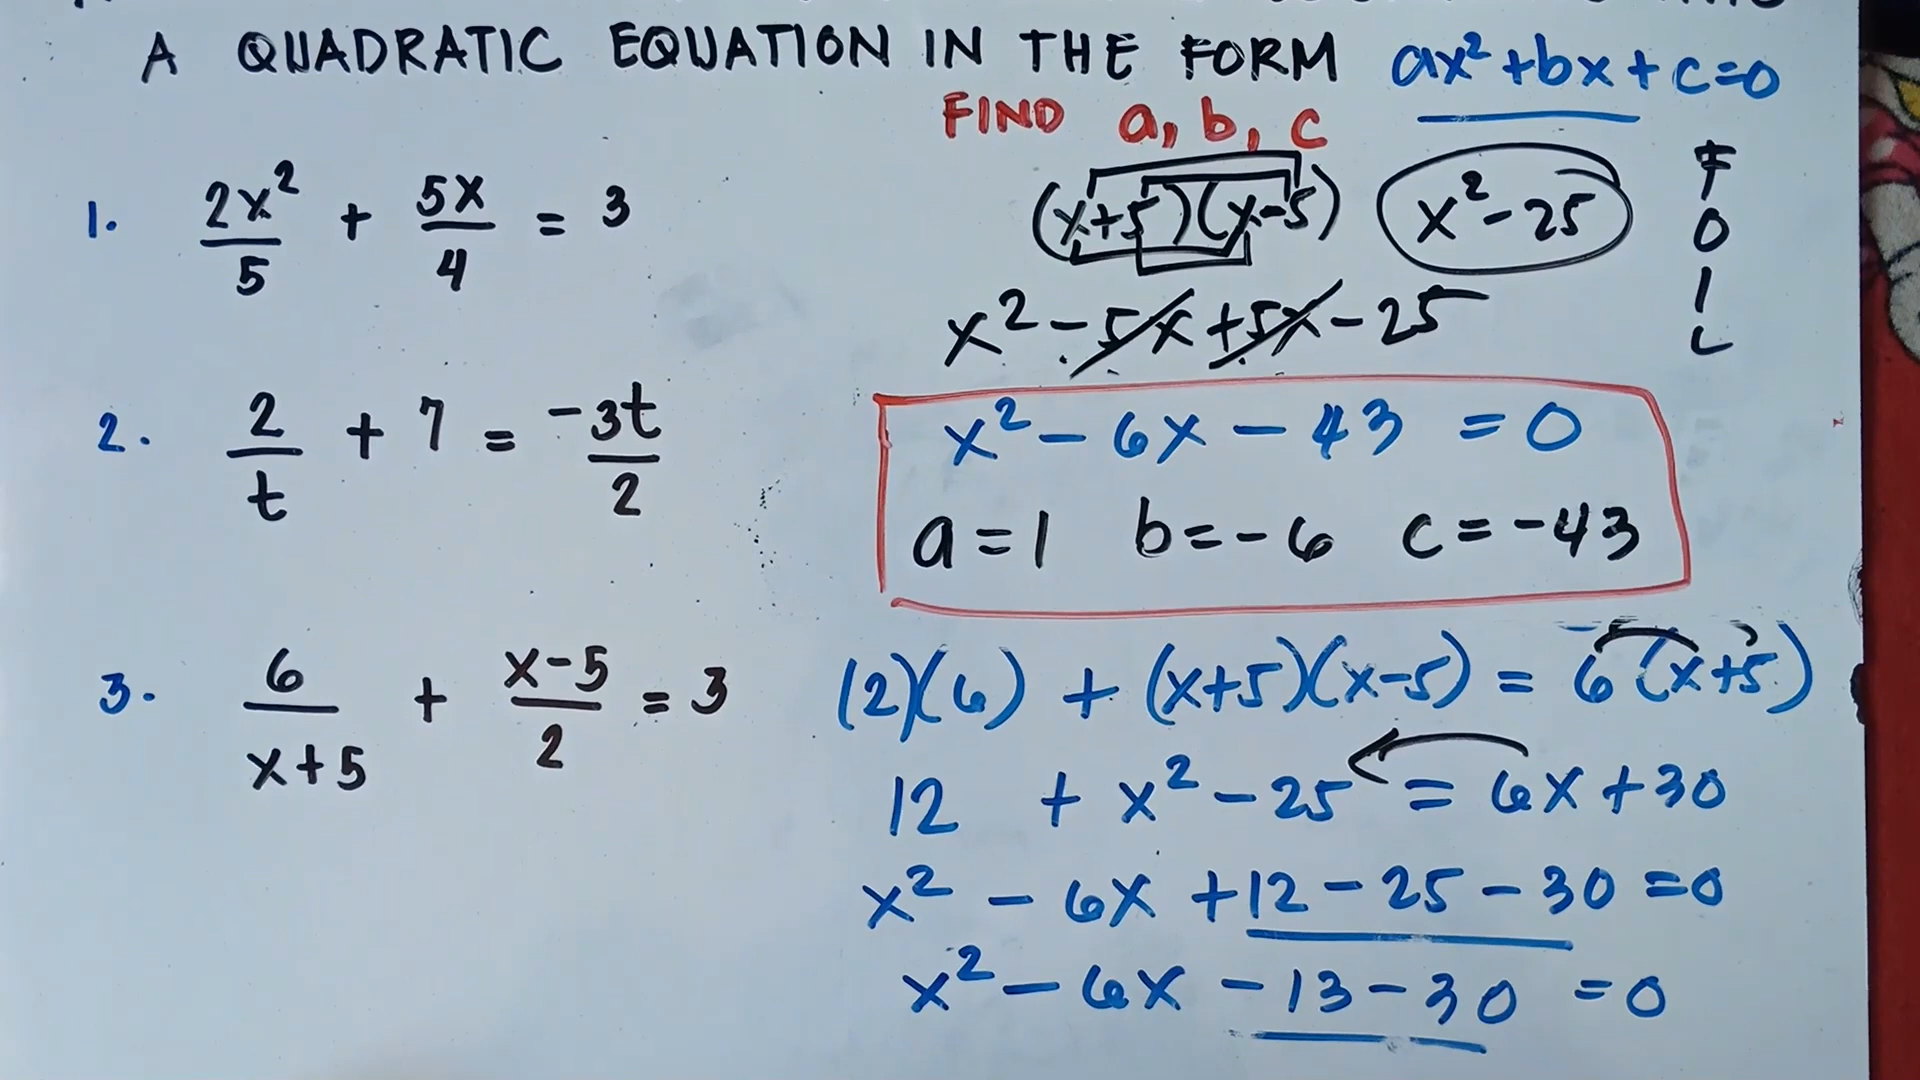 A QUADRATIC EQUATION IN THE FORM ax²+bx+c=0
FIND a, b, c
1. 2x²/5 + 5x/4 = 3
(x+5)(x-5) x²-25
F
O
I
L
x² - 5x + 5x - 25
2. 2/t + 7 = -3t/2
x² - 6x - 43 = 0
a = 1 b = -6 c = -43
3. 6/x+5 + x-5/2 = 3
(2)(6) + (x+5)(x-5) = 6(x+5)
12 + x² - 25 = 6x + 30
x² - 6x + 12 - 25 - 30 = 0
x² - 6x - 13 - 30 = 0